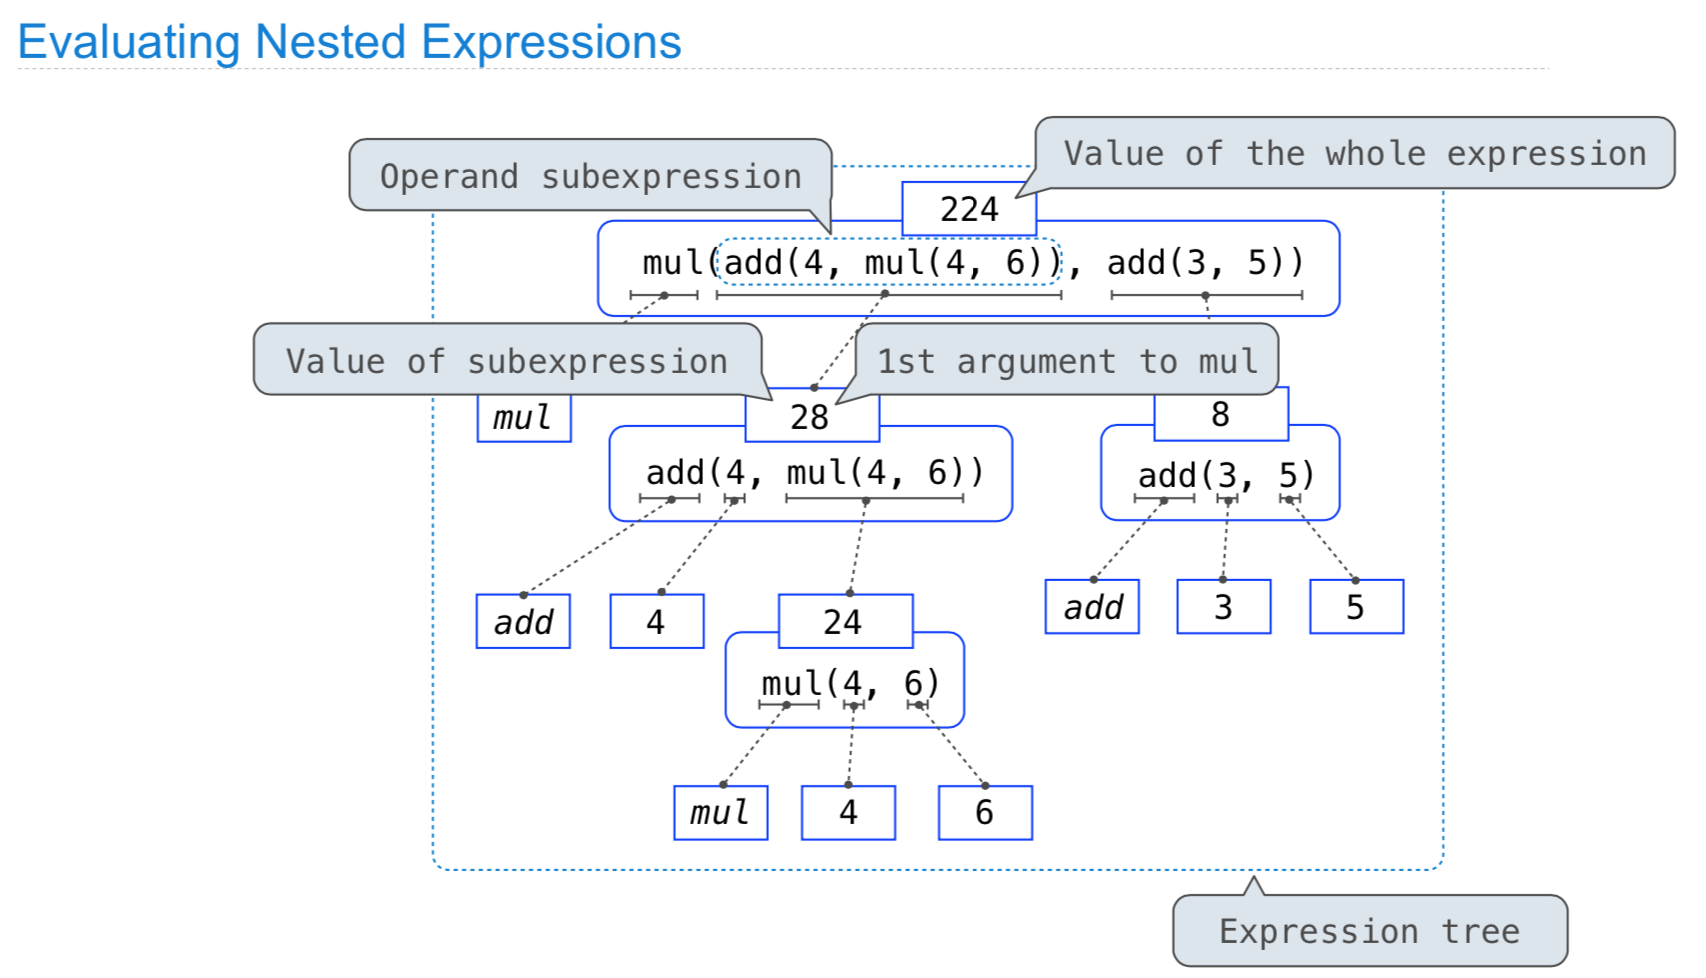 Evaluating Nested Expressions
Value of the whole expression
Operand subexpression
224
mul(add(4, mul(4, 6)), add(3, 5))
Value of subexpression
1st argument to mul
mul
28
8
add(4, mul(4, 6))
add(3, 5)
add
4
24
add
3
5
mul(4, 6)
mul
4
6
Expression tree